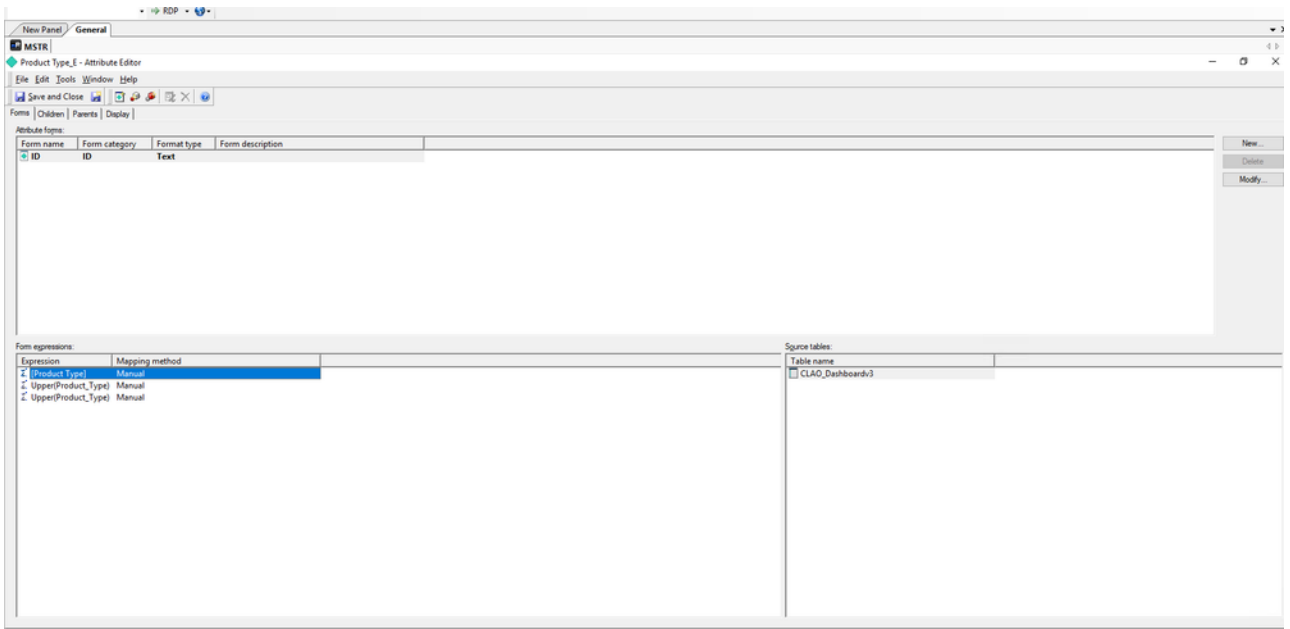 RDP
New Panel General
MSTR
Product Type_E - Attribute Editor
File Edit Tools Window Help
Save and Close
Forms Children Parents Display
Attribute forms:
Form name Form category Format type Form description
ID ID Text
New...
Delete
Modify...
Form expressions:
Expression Mapping method
[Product Type] Manual
Upper(Product_Type) Manual
Upper(Product_Type) Manual
Source tables:
Table name
CLAO_Dashboardv3